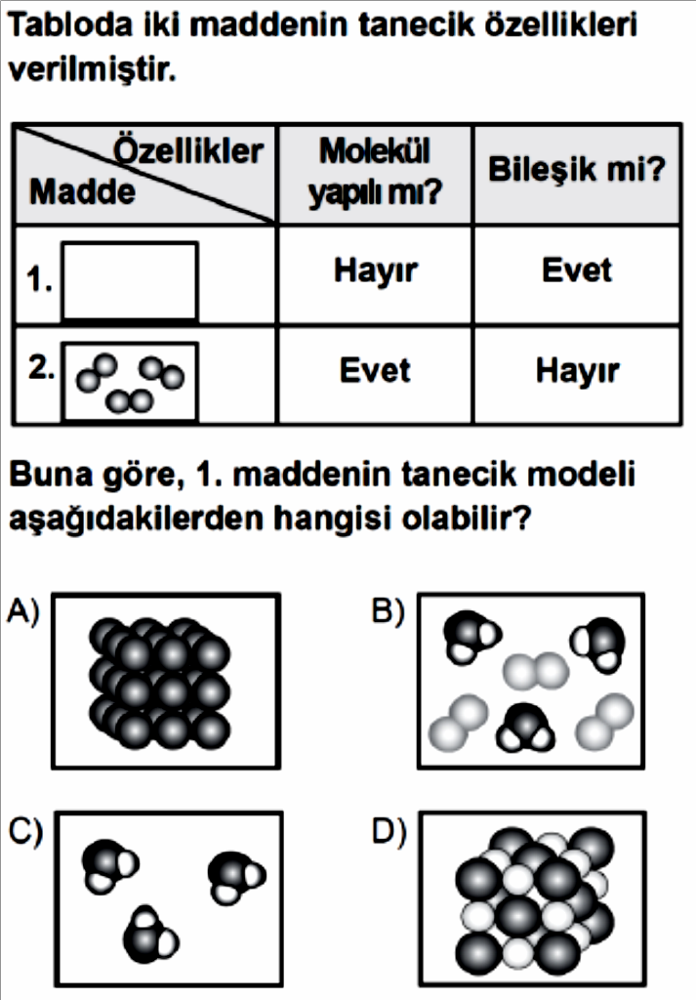 Tabloda iki maddenin tanecik özellikleri
verilmiştir.
Özellikler
Madde
Molekül
yapılı mı?
Bileşik mi?
1.
Hayır
Evet
2.
Evet
Hayır
Buna göre, 1. maddenin tanecik modeli
aşağıdakilerden hangisi olabilir?
A)
B)
C)
D)